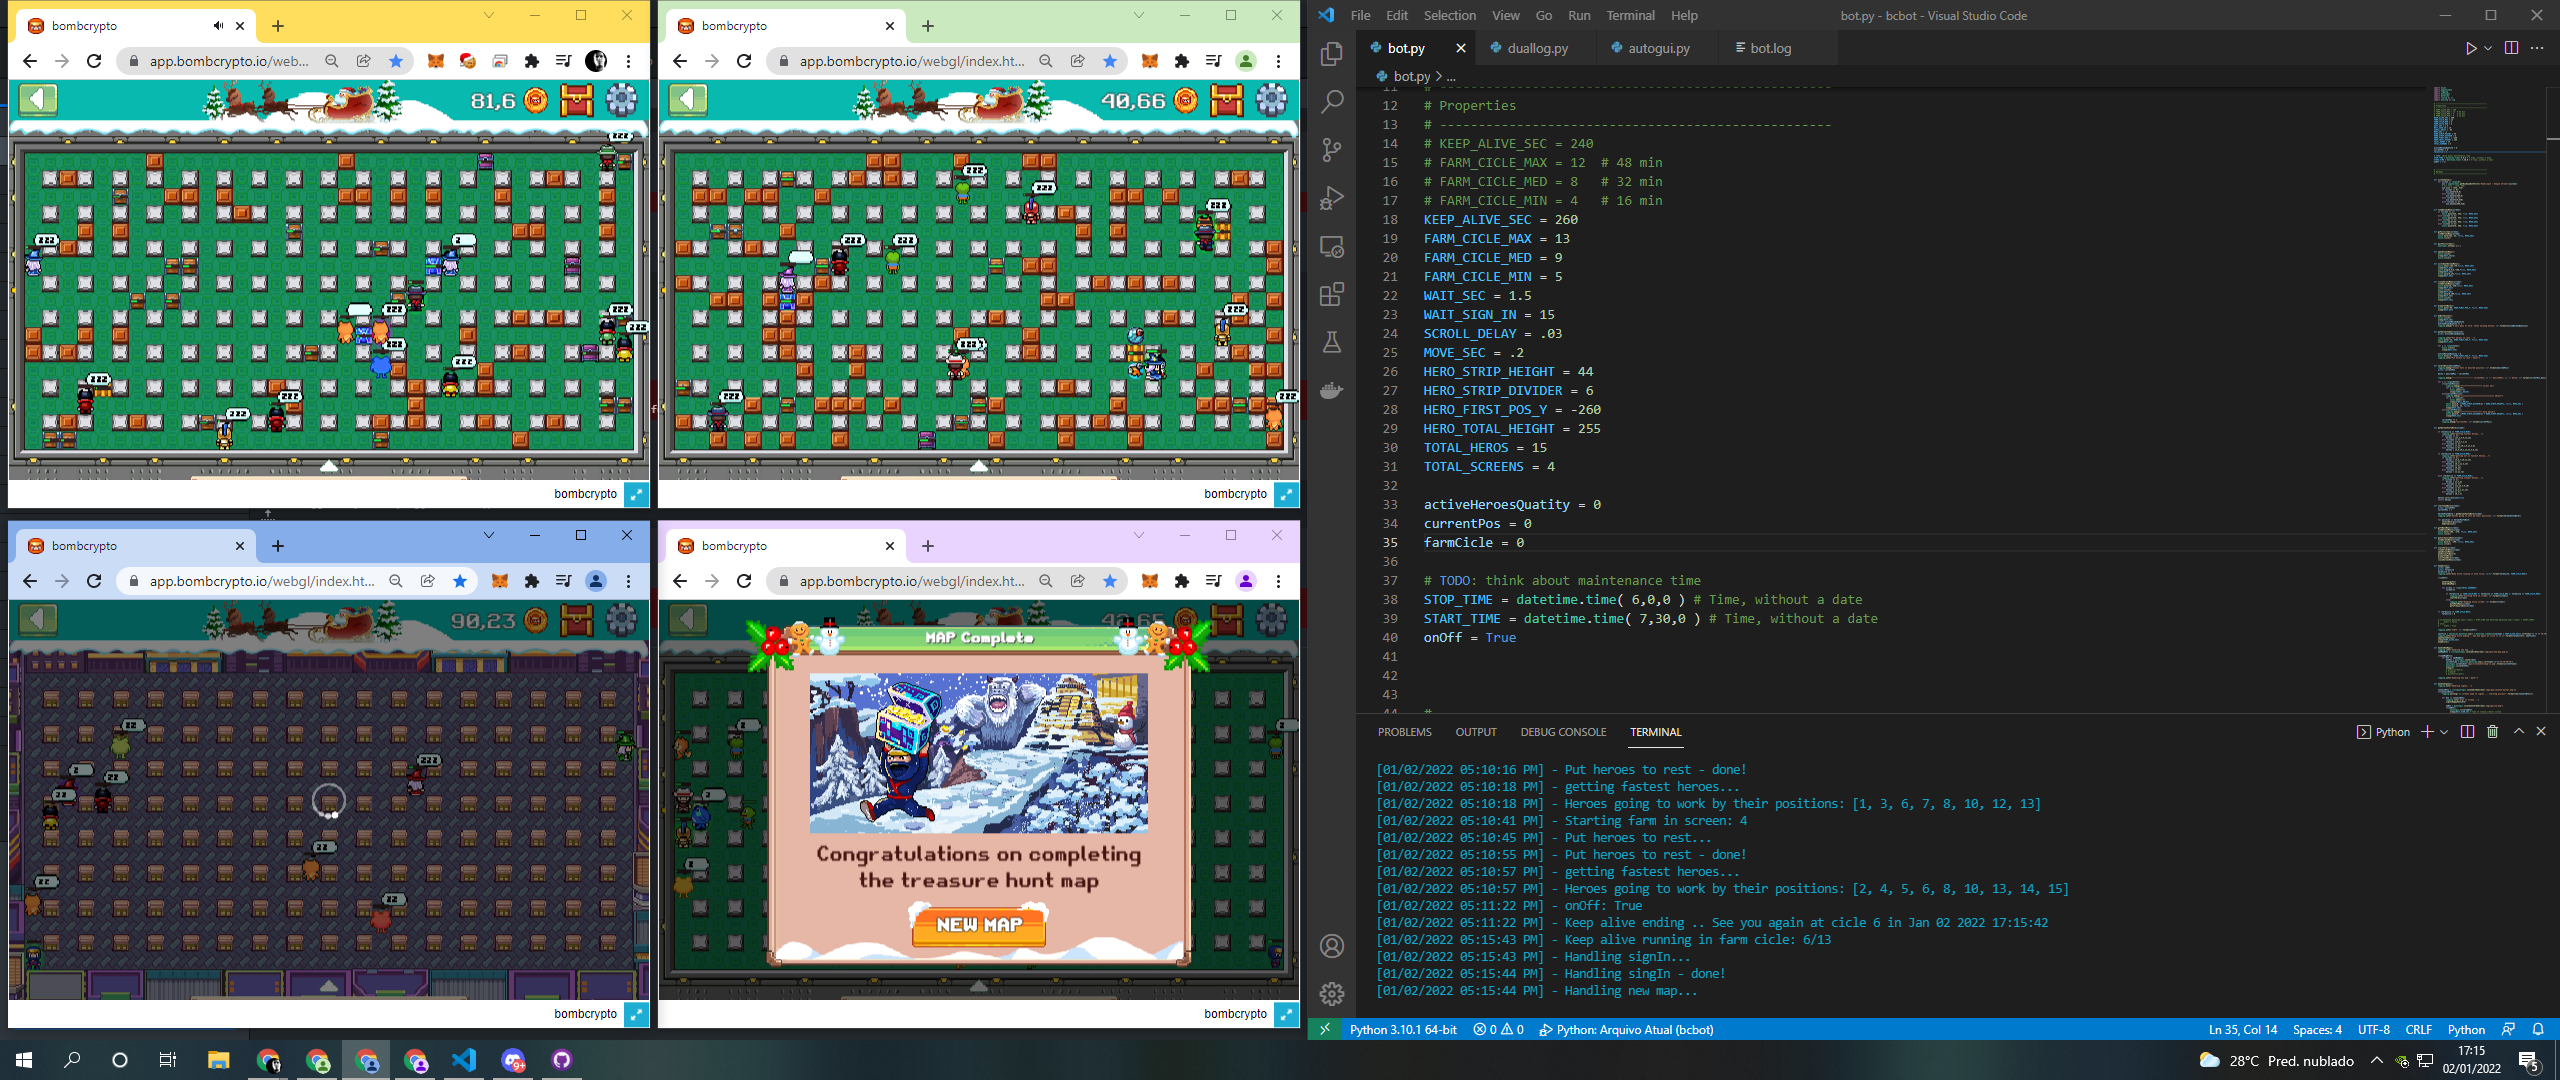 bombcrypto
app.bombcrypto.io/web...
81,6
bombcrypto
bombcrypto
app.bombcrypto.io/webgl/index.ht...
40,66
bombcrypto
bombcrypto
app.bombcrypto.io/webgl/index.ht...
90,23
bombcrypto
bombcrypto
app.bombcrypto.io/webgl/index.ht...
MAP Complete
Congratulations on completing
the treasure hunt map
NEW MAP
bombcrypto
File Edit Selection View Go Run Terminal Help
bot.py - bcbot - Visual Studio Code
bot.py duallog.py autogui.py bot.log
bot.py > ...
12 # Properties
13 # --------------------------------------------------
14 # KEEP_ALIVE_SEC = 240
15 # FARM_CICLE_MAX = 12 # 48 min
16 # FARM_CICLE_MED = 8 # 32 min
17 # FARM_CICLE_MIN = 4 # 16 min
18 KEEP_ALIVE_SEC = 260
19 FARM_CICLE_MAX = 13
20 FARM_CICLE_MED = 9
21 FARM_CICLE_MIN = 5
22 WAIT_SEC = 1.5
23 WAIT_SIGN_IN = 15
24 SCROLL_DELAY = .03
25 MOVE_SEC = .2
26 HERO_STRIP_HEIGHT = 44
27 HERO_STRIP_DIVIDER = 6
28 HERO_FIRST_POS_Y = -260
29 HERO_TOTAL_HEIGHT = 255
30 TOTAL_HEROS = 15
31 TOTAL_SCREENS = 4
32
33 activeHeroesQuatity = 0
34 currentPos = 0
35 farmCicle = 0
36
37 # TODO: think about maintenance time
38 STOP_TIME = datetime.time( 6,0,0 ) # Time, without a date
39 START_TIME = datetime.time( 7,30,0 ) # Time, without a date
40 onOff = True
41
42
43
PROBLEMS OUTPUT DEBUG CONSOLE TERMINAL
Python
[01/02/2022 05:10:16 PM] - Put heroes to rest - done!
[01/02/2022 05:10:18 PM] - getting fastest heroes...
[01/02/2022 05:10:18 PM] - Heroes going to work by their positions: [1, 3, 6, 7, 8, 10, 12, 13]
[01/02/2022 05:10:41 PM] - Starting farm in screen: 4
[01/02/2022 05:10:45 PM] - Put heroes to rest...
[01/02/2022 05:10:55 PM] - Put heroes to rest - done!
[01/02/2022 05:10:57 PM] - getting fastest heroes...
[01/02/2022 05:10:57 PM] - Heroes going to work by their positions: [2, 4, 5, 6, 8, 10, 13, 14, 15]
[01/02/2022 05:11:22 PM] - onOff: True
[01/02/2022 05:11:22 PM] - Keep alive ending .. See you again at cicle 6 in Jan 02 2022 17:15:42
[01/02/2022 05:15:43 PM] - Keep alive running in farm cicle: 6/13
[01/02/2022 05:15:43 PM] - Handling signIn...
[01/02/2022 05:15:44 PM] - Handling singIn - done!
[01/02/2022 05:15:44 PM] - Handling new map...
Python 3.10.1 64-bit 0 0 Python: Arquivo Atual (bcbot)
Ln 35, Col 14 Spaces: 4 UTF-8 CRLF Python
28°C Pred. nublado
17:15
02/01/2022
5